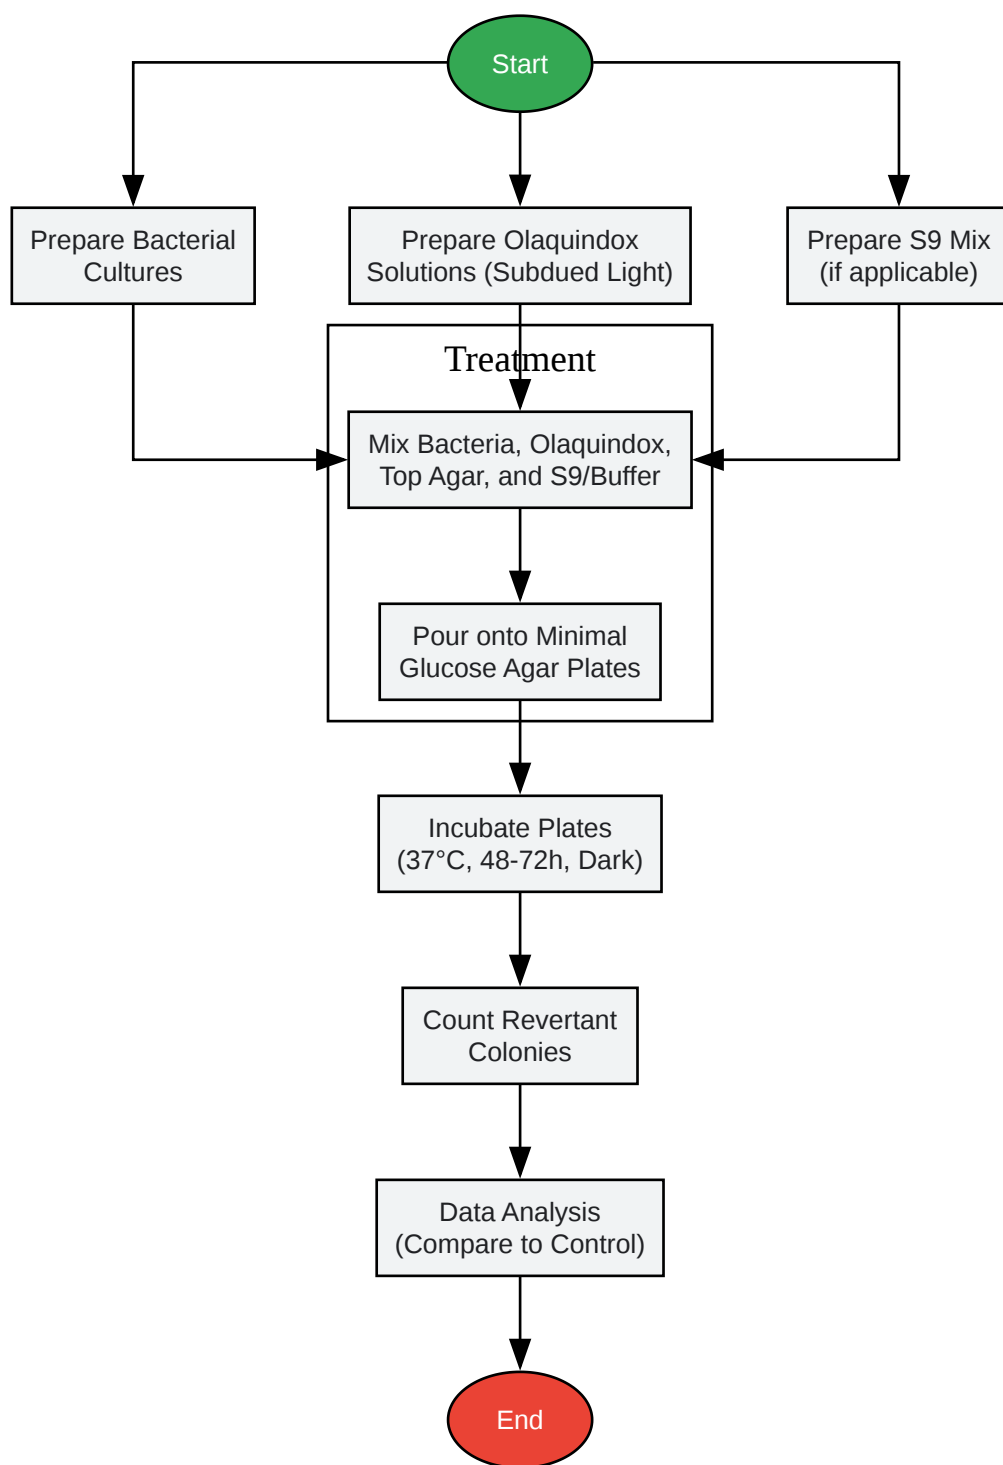 Start
Prepare Bacterial
Cultures
Prepare Olaquindox
Solutions (Subdued Light)
Prepare S9 Mix
(if applicable)
Treatment
Mix Bacteria, Olaquindox,
Top Agar, and S9/Buffer
Pour onto Minimal
Glucose Agar Plates
Incubate Plates
(37°C, 48-72h, Dark)
Count Revertant
Colonies
Data Analysis
(Compare to Control)
End